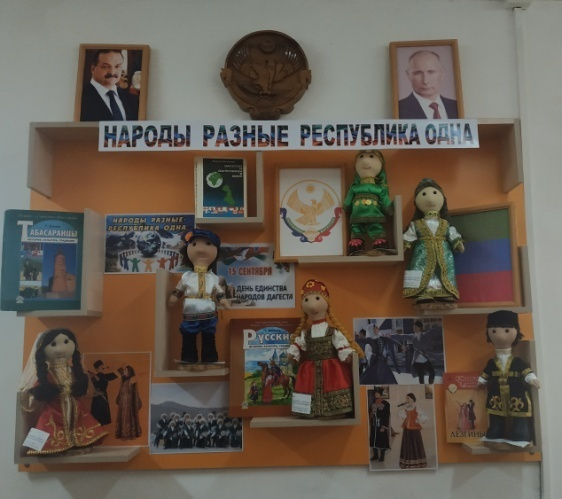 НАРОДЫ РАЗНЫЕ РЕСПУБЛИКА ОДНА
НАРОДЫ РАЗНЫЕ
РЕСПУБЛИКА ОДНА
ТАБАСАРАНЦЫ
15 СЕНТЯБРЯ
ДЕНЬ ЕДИНСТВА
НАРОДОВ ДАГЕСТА
Русские
ЛЕЗГИНЫ